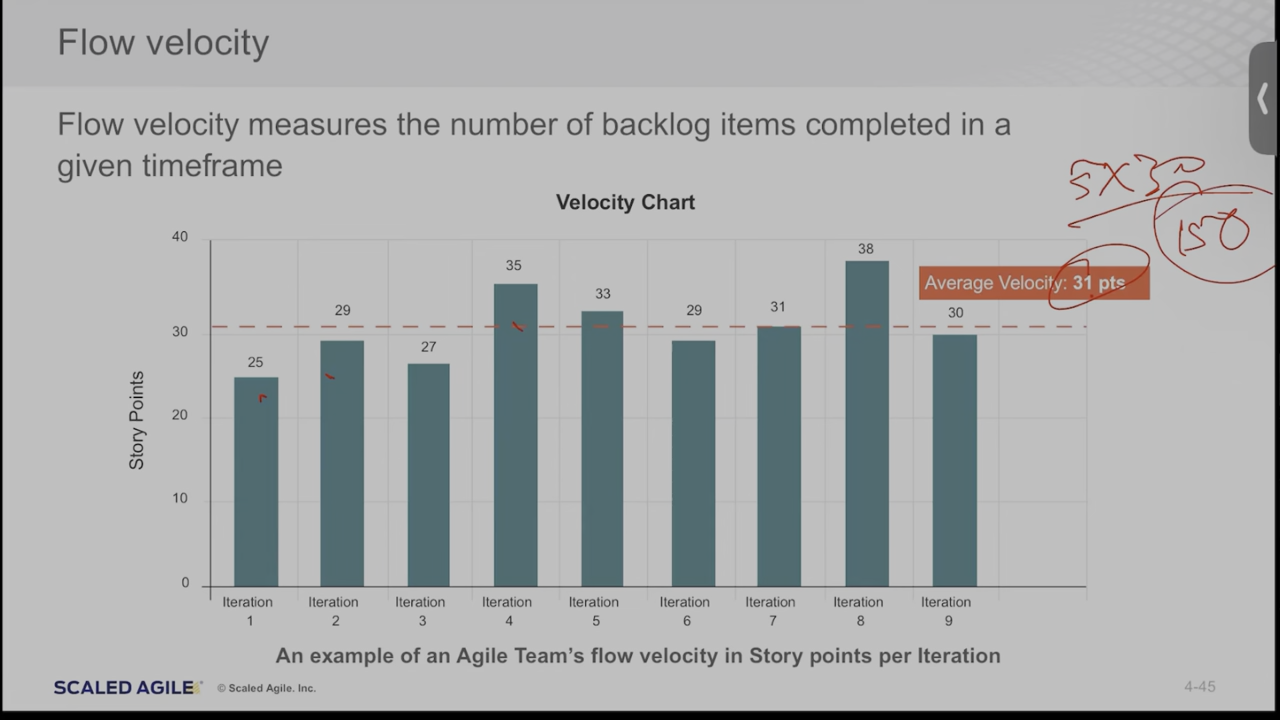 Flow velocity
Flow velocity measures the number of backlog items completed in a
given timeframe
5 X 30
150
Velocity Chart
40
30
20
10
0
Story Points
25
29
27
35
33
29
31
38
30
Average Velocity: 31 pts
Iteration
1
Iteration
2
Iteration
3
Iteration
4
Iteration
5
Iteration
6
Iteration
7
Iteration
8
Iteration
9
An example of an Agile Team's flow velocity in Story points per Iteration
SCALED AGILE
© Scaled Agile. Inc.
4-45